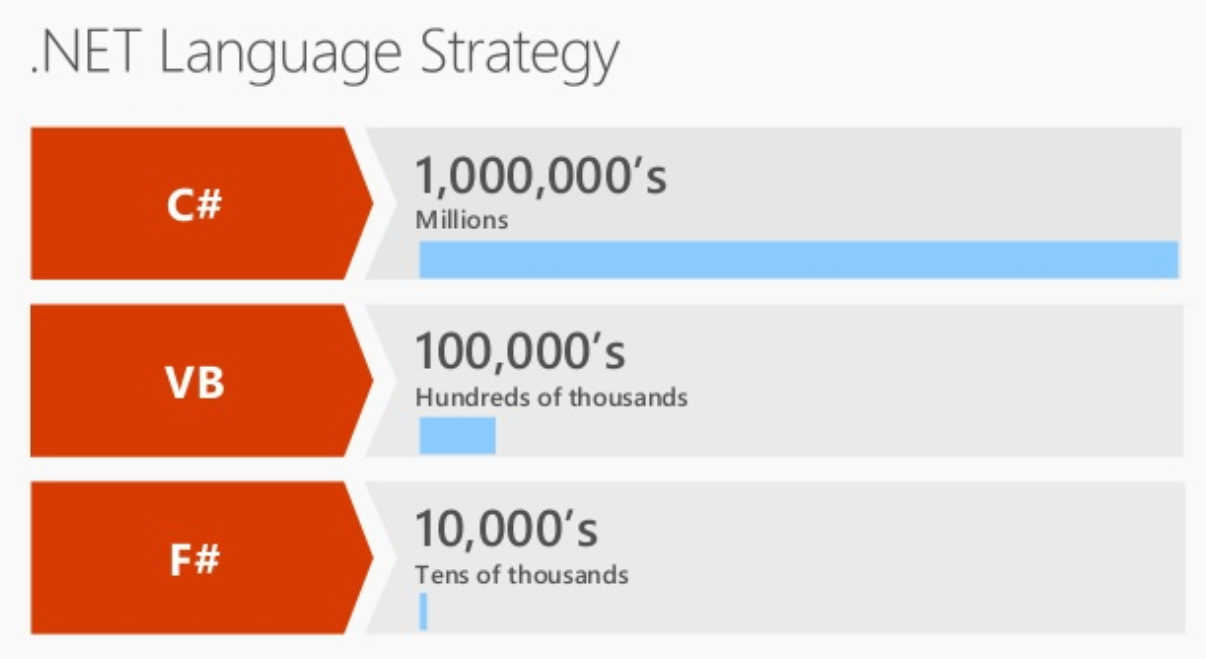 .NET Language Strategy
C#
1,000,000’s
Millions
VB
100,000’s
Hundreds of thousands
F#
10,000’s
Tens of thousands